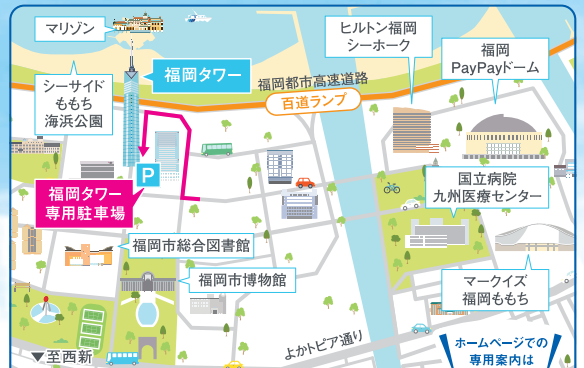 マリゾン
福岡タワー
シーサイド
ももち
海浜公園
福岡都市高速道路
百道ランプ
ヒルトン福岡
シーホーク
福岡
PayPayドーム
P
福岡タワー
専用駐車場
国立病院
九州医療センター
福岡市総合図書館
福岡市博物館
マークイズ
福岡ももち
よかトピア通り
▼至西新
ホームページでの
専用案内は